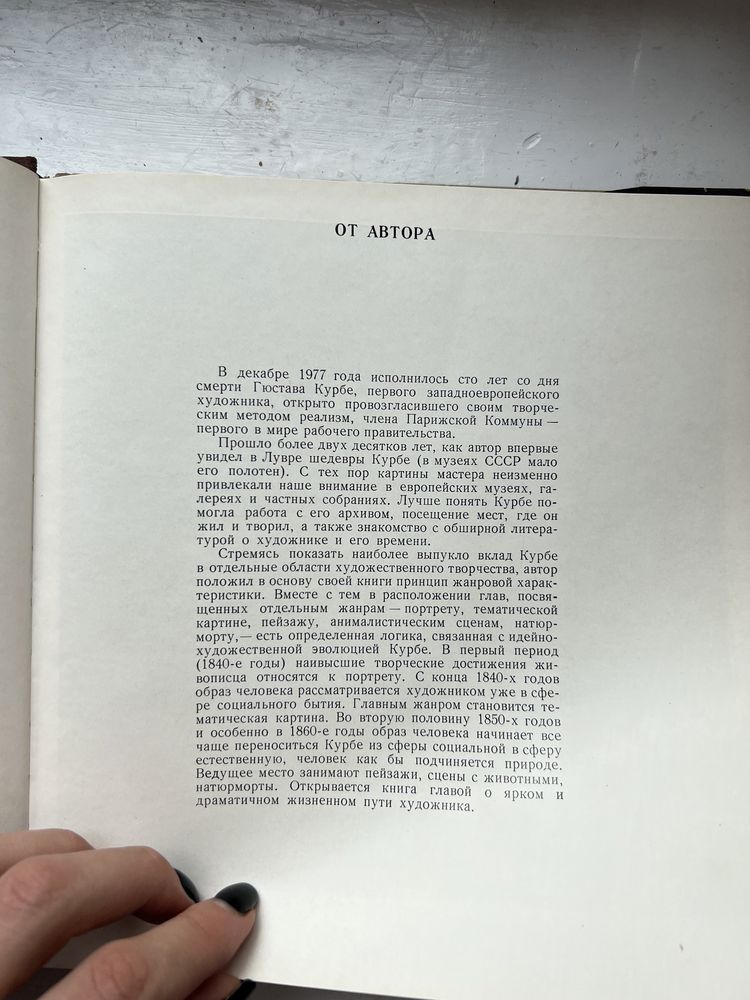 ОТ АВТОРА
В декабре 1977 года исполнилось сто лет со дня
смерти Гюстава Курбе, первого западноевропейского
художника, открыто провозгласившего своим творче-
ским методом реализм, члена Парижской Коммуны —
первого в мире рабочего правительства.
Прошло более двух десятков лет, как автор впервые
увидел в Лувре шедевры Курбе (в музеях СССР мало
его полотен). С тех пор картины мастера неизменно
привлекали наше внимание в европейских музеях, га-
лереях и частных собраниях. Лучше понять Курбе по-
могла работа с его архивом, посещение мест, где он
жил и творил, а также знакомство с обширной литера-
турой о художнике и его времени.
Стремясь показать наиболее выпукло вклад Курбе
в отдельные области художественного творчества, автор
положил в основу своей книги принцип жанровой харак-
теристики. Вместе с тем в расположении глав, посвя-
щенных отдельным жанрам — портрету, тематической
картине, пейзажу, анималистическим сценам, натюр-
морту,— есть определенная логика, связанная с идейно-
художественной эволюцией Курбе. В первый период
(1840-е годы) наивысшие творческие достижения жи-
вописца относятся к портрету. С конца 1840-х годов
образ человека рассматривается художником уже в сфе-
ре социального бытия. Главным жанром становится те-
матическая картина. Во вторую половину 1850-х годов
и особенно в 1860-е годы образ человека начинает все
чаще переноситься Курбе из сферы социальной в сферу
естественную, человек как бы подчиняется природе.
Ведущее место занимают пейзажи, сцены с животными,
натюрморты. Открывается книга главой о ярком и
драматичном жизненном пути художника.